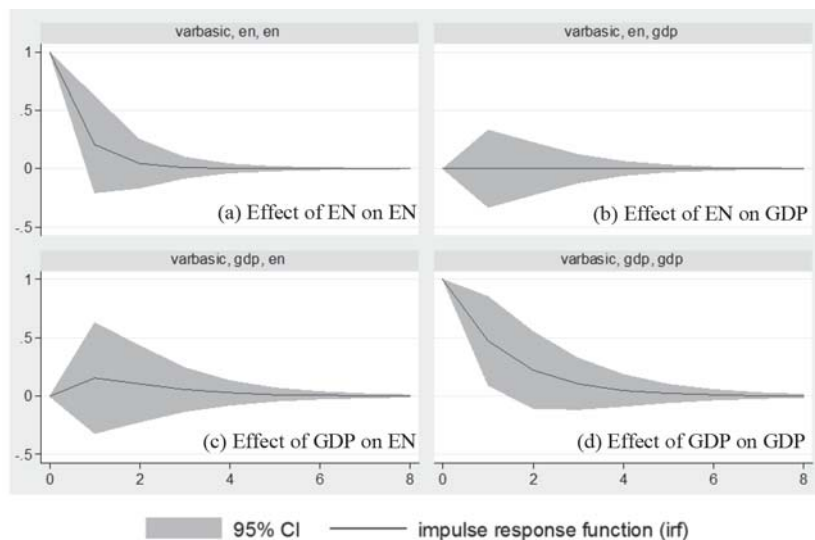 varbasic, en, en
varbasic, en, gdp
1
.5
0
-.5
(a) Effect of EN on EN
(b) Effect of EN on GDP
varbasic, gdp, en
varbasic, gdp, gdp
1
.5
0
-.5
(c) Effect of GDP on EN
(d) Effect of GDP on GDP
0 2 4 6 8
0 2 4 6 8
95% CI
impulse response function (irf)